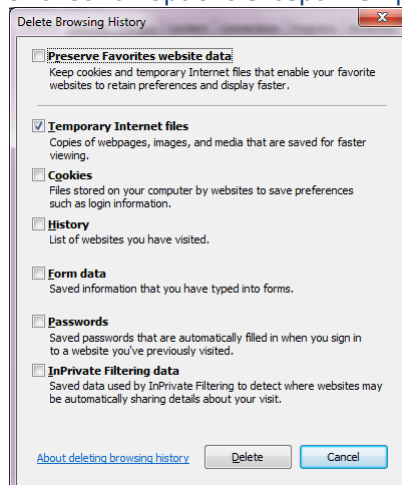 Delete Browsing History
Preserve Favorites website data
Keep cookies and temporary Internet files that enable your favorite
websites to retain preferences and display faster.
Temporary Internet files
Copies of webpages, images, and media that are saved for faster
viewing.
Cookies
Files stored on your computer by websites to save preferences
such as login information.
History
List of websites you have visited.
Form data
Saved information that you have typed into forms.
Passwords
Saved passwords that are automatically filled in when you sign in
to a website you've previously visited.
InPrivate Filtering data
Saved data used by InPrivate Filtering to detect where websites may
be automatically sharing details about your visit.
About deleting browsing history Delete Cancel